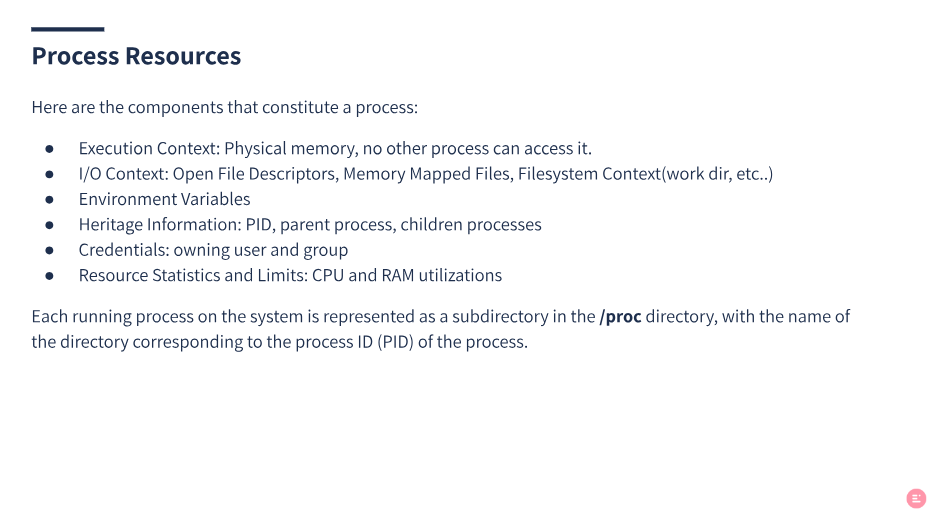 Process Resources
Here are the components that constitute a process:
● Execution Context: Physical memory, no other process can access it.
● I/O Context: Open File Descriptors, Memory Mapped Files, Filesystem Context(work dir, etc..)
● Environment Variables
● Heritage Information: PID, parent process, children processes
● Credentials: owning user and group
● Resource Statistics and Limits: CPU and RAM utilizations
Each running process on the system is represented as a subdirectory in the /proc directory, with the name of
the directory corresponding to the process ID (PID) of the process.